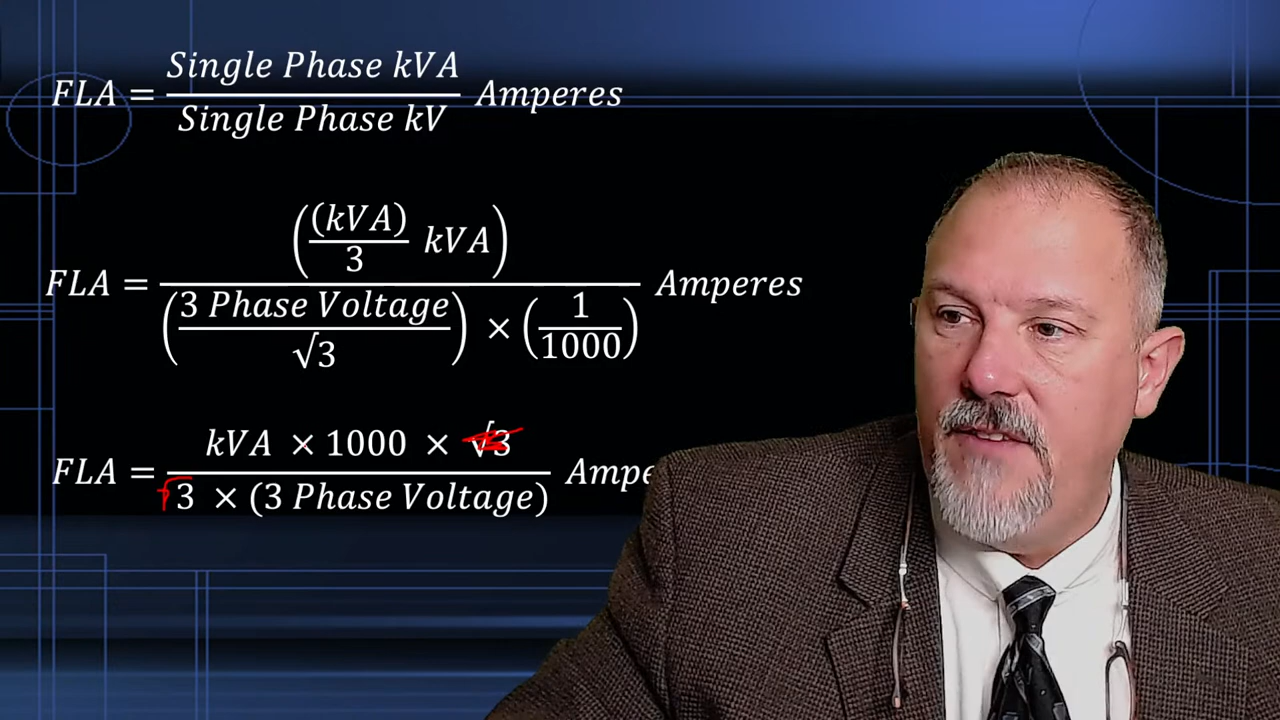 FLA = Single Phase kVA / Single Phase kV Amperes
FLA = ((kVA)/3 kVA) / ((3 Phase Voltage/√3) × (1/1000)) Amperes
FLA = kVA × 1000 × √3 / √3 × (3 Phase Voltage)